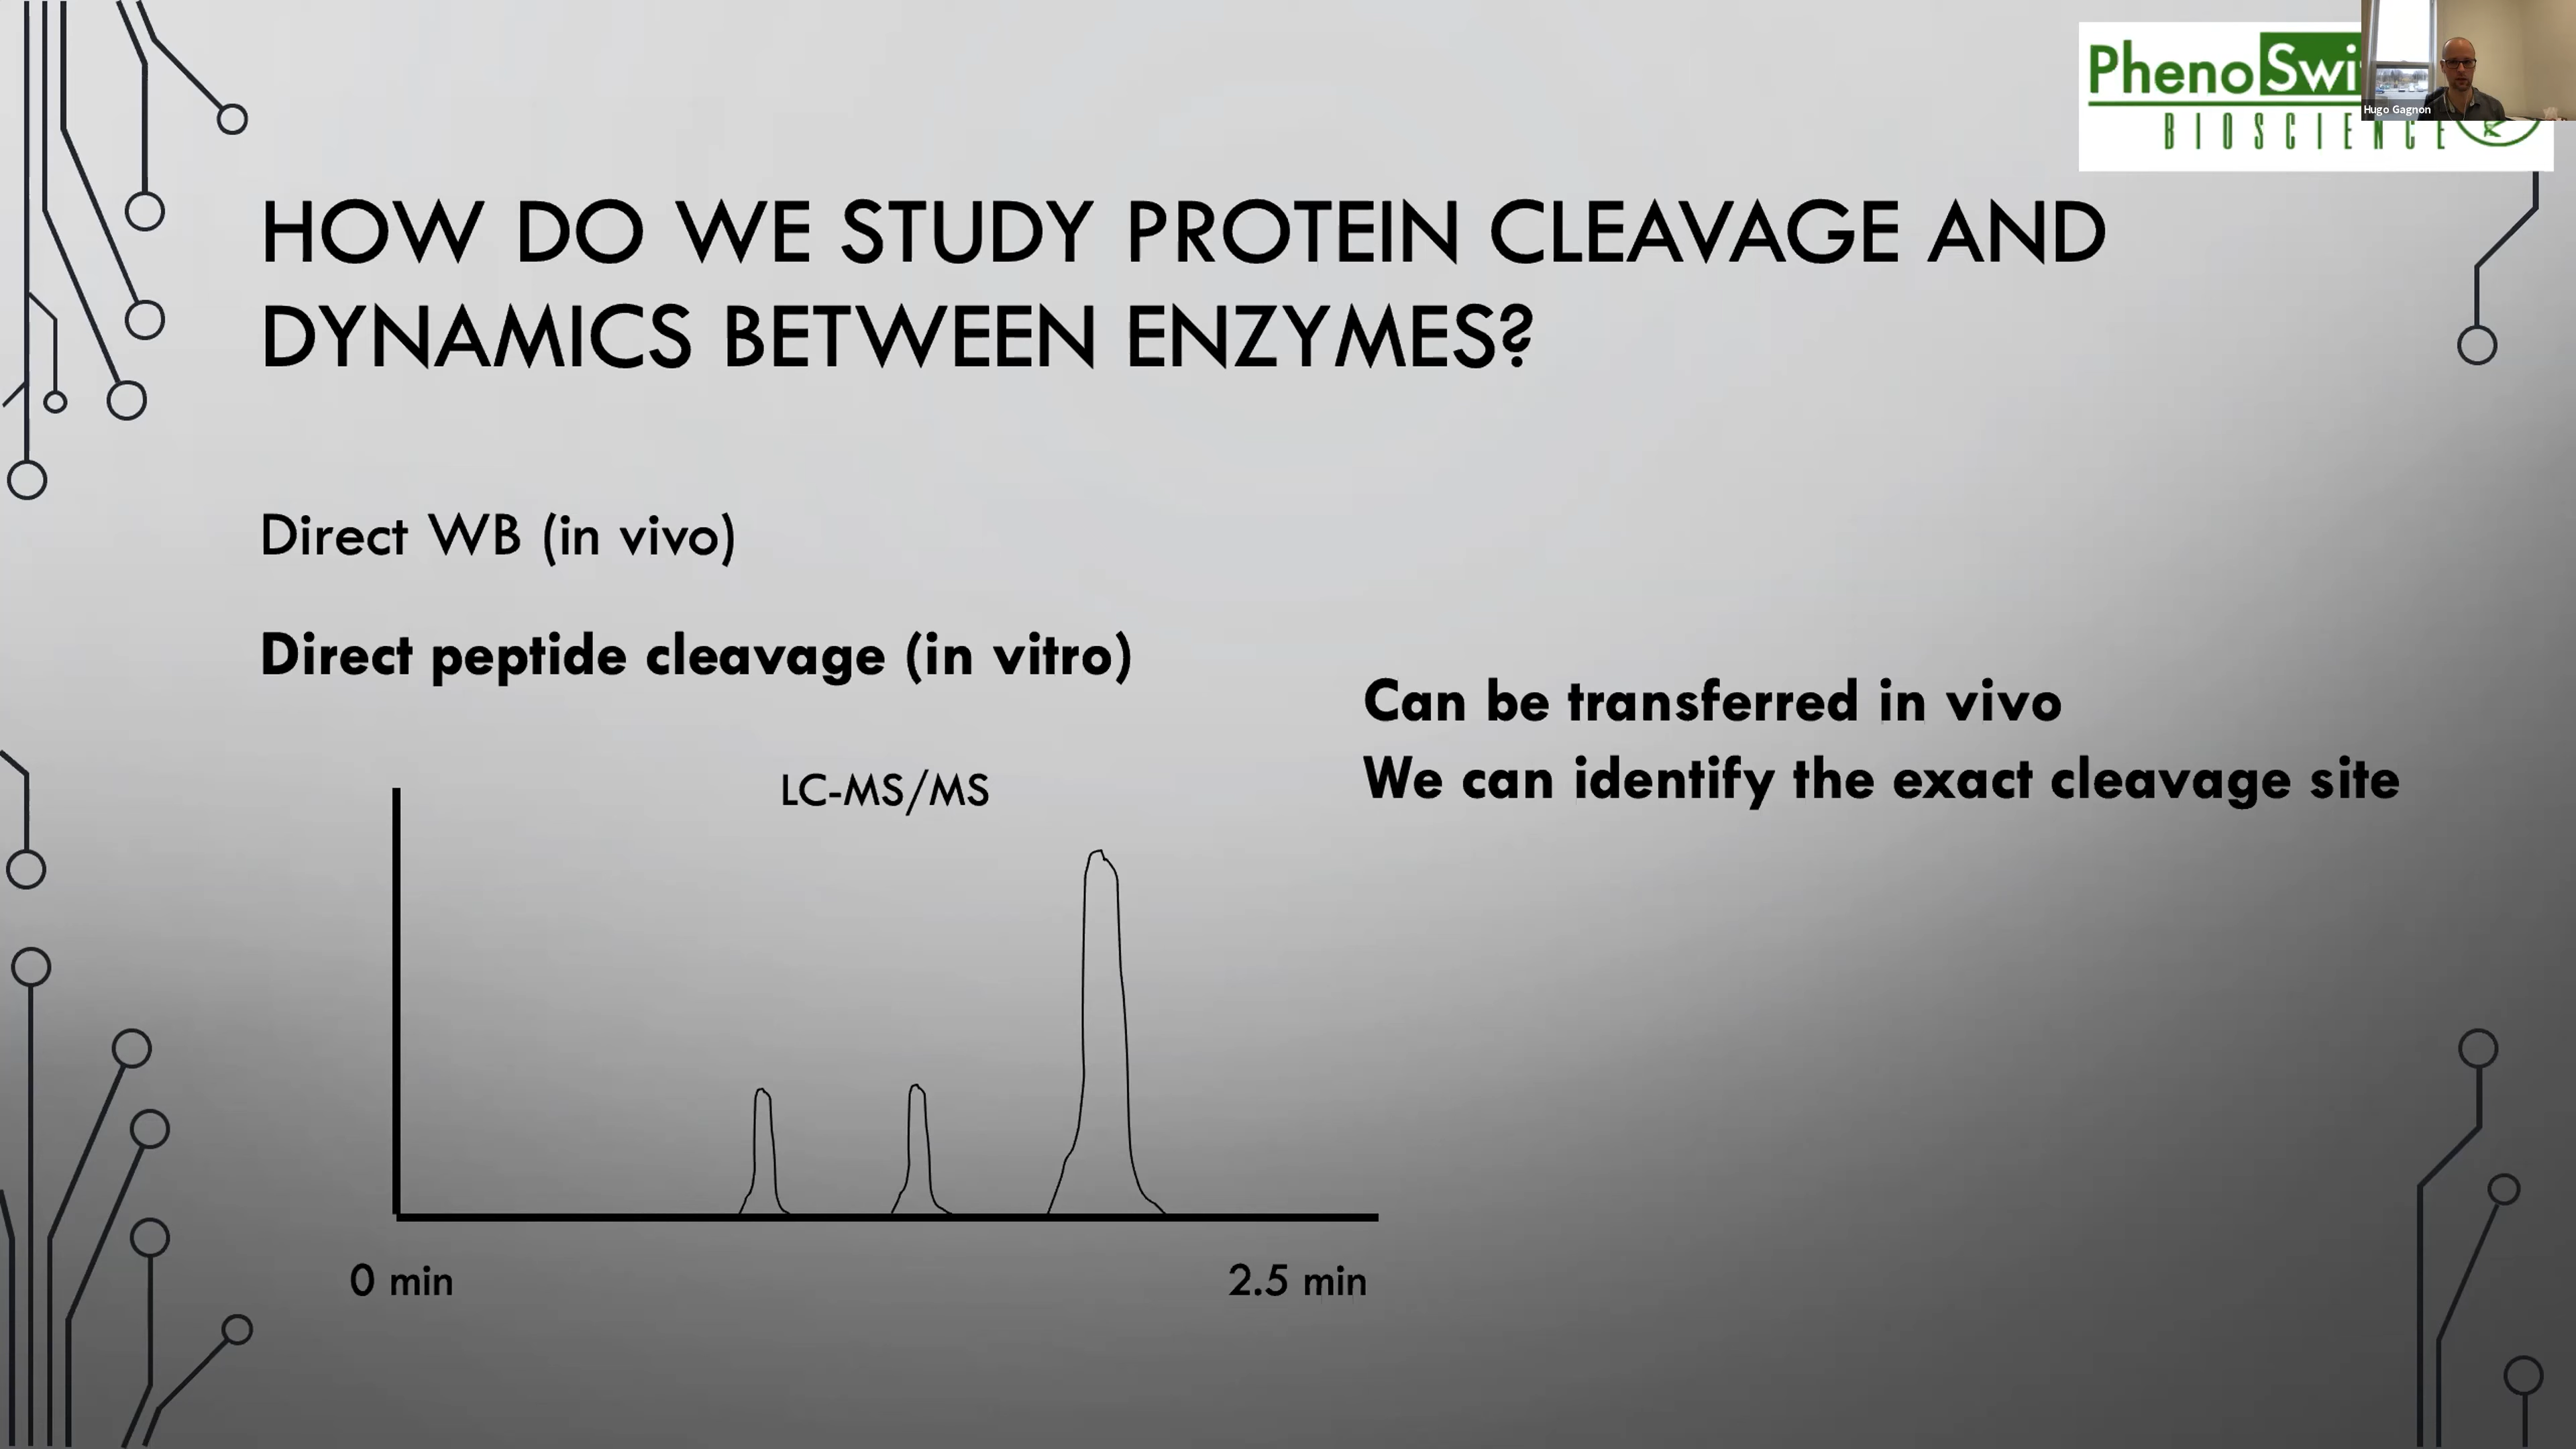 PhenoSwi
Hugo Gagnon
BIOSCIENCE
HOW DO WE STUDY PROTEIN CLEAVAGE AND
DYNAMICS BETWEEN ENZYMES?
Direct WB (in vivo)
Direct peptide cleavage (in vitro)
Can be transferred in vivo
We can identify the exact cleavage site
LC-MS/MS
0 min
2.5 min